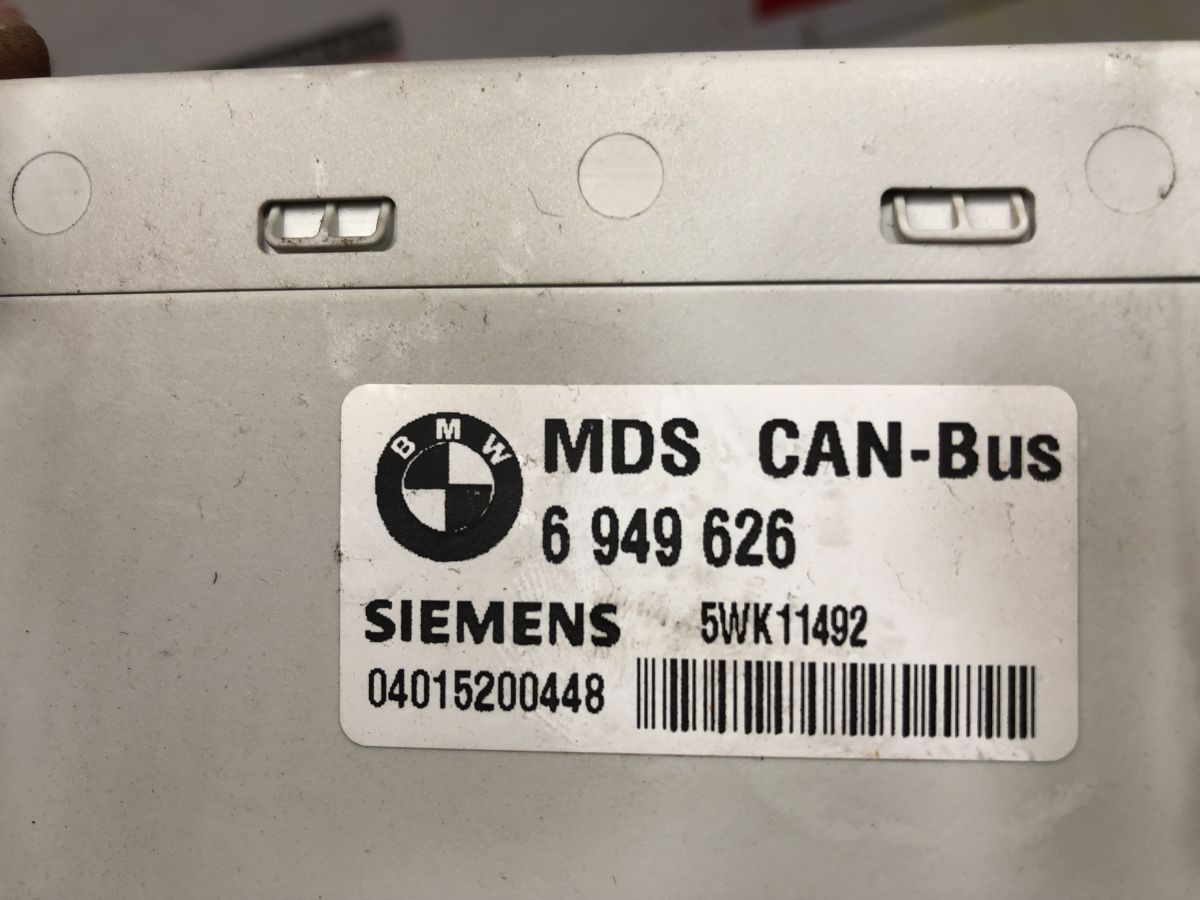 BMW
MDS CAN-Bus
6 949 626
SIEMENS 5WK11492
04015200448